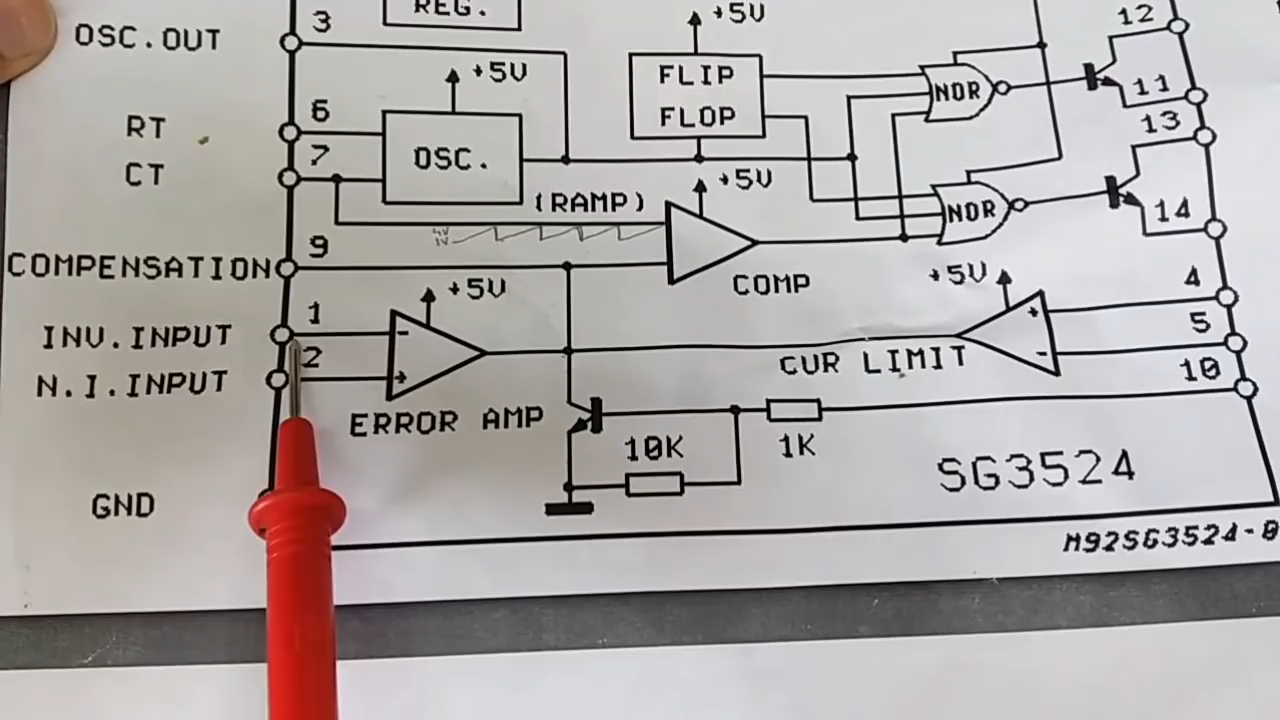 REG.
+5V
12
3
OSC.OUT
+5V
FLIP
FLOP
NOR
11
6
RT
OSC.
13
7
CT
+5V
(RAMP)
NOR
14
4V
1V
9
COMPENSATION
COMP
+5V
4
+5V
+
1
INV.INPUT
-
5
-
2
N.I.INPUT
+
CUR LIMIT
10
ERROR AMP
10K
1K
SG3524
GND
M92SG3524-0